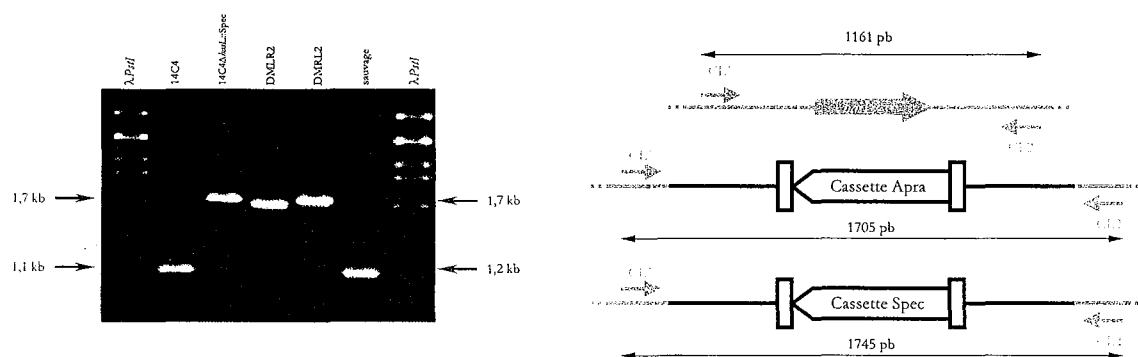 λ PstI
14C4
14C4ΔkasL::Spec
DMLR2
DMRL2
sauvage
λ PstI
1,7 kb
1,7 kb
1,1 kb
1,2 kb
1161 pb
Cassette Apra
1705 pb
Cassette Spec
1745 pb